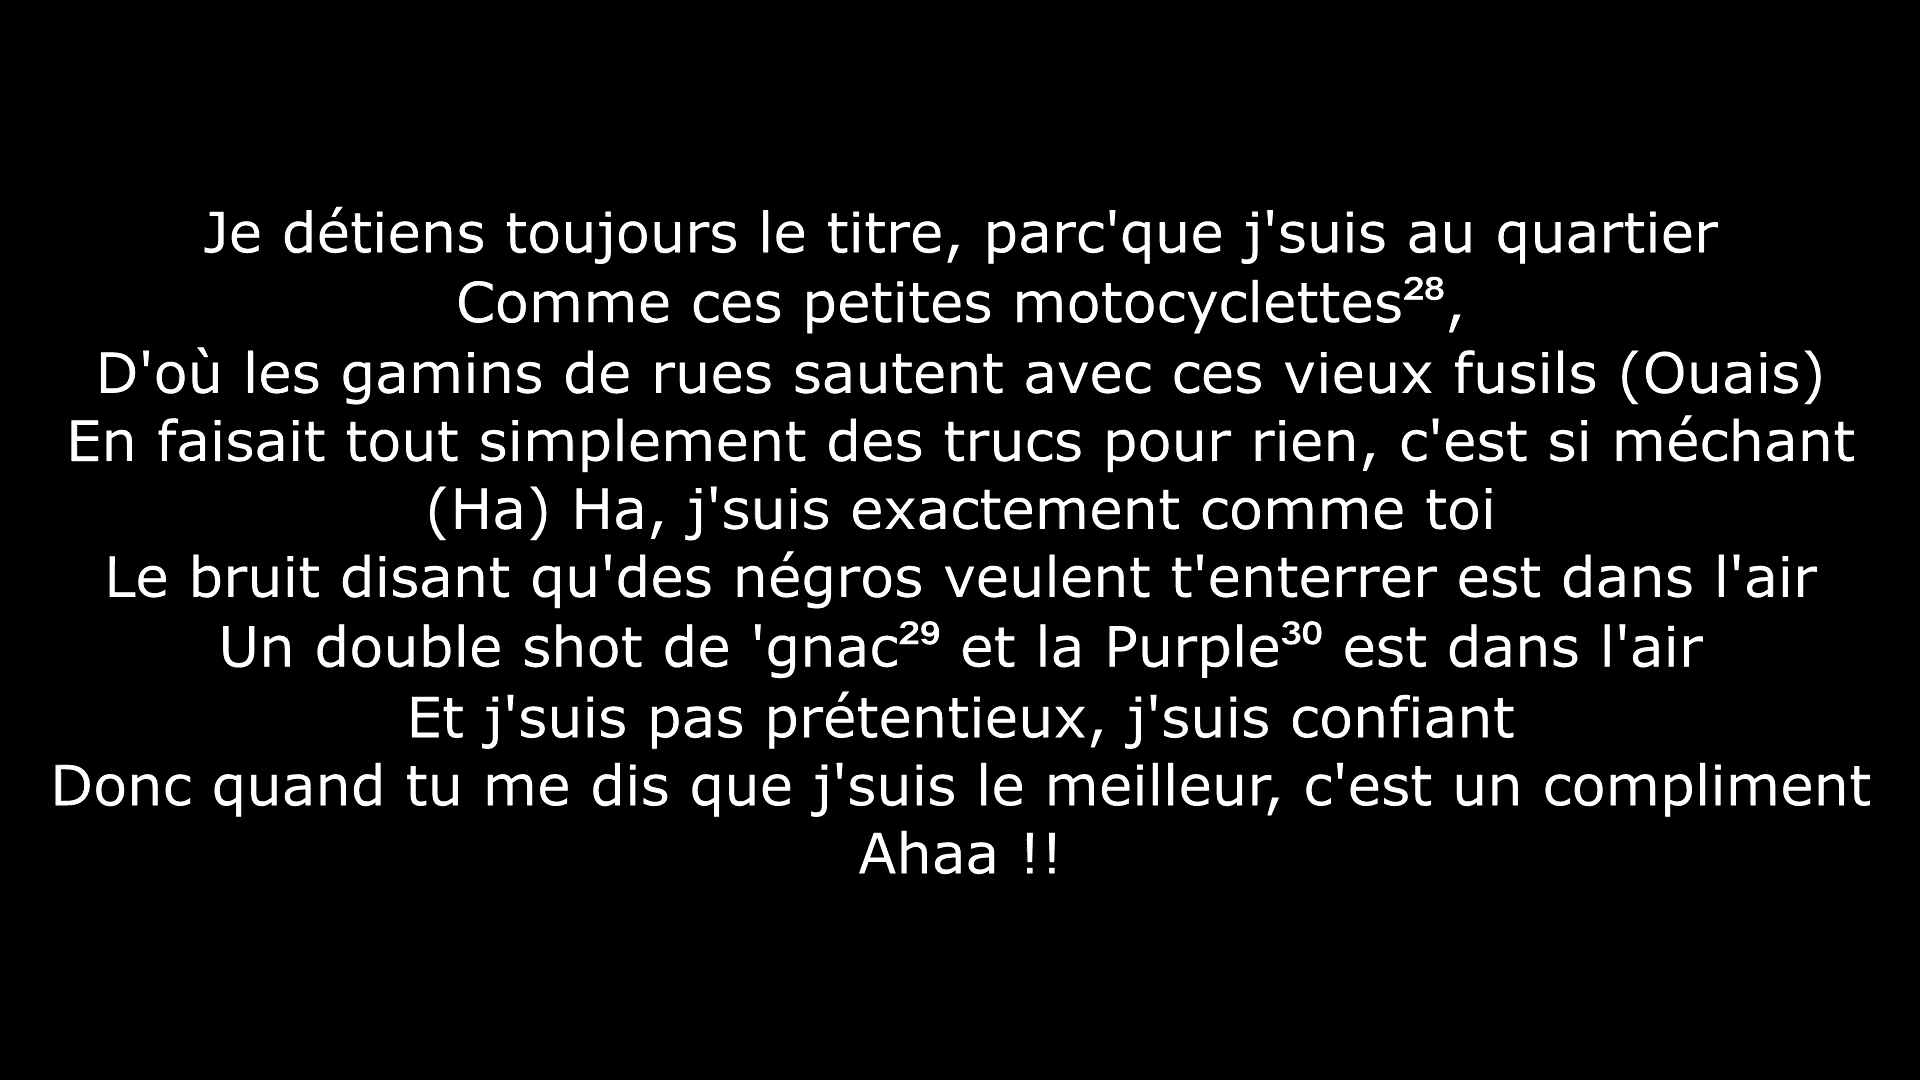 Je détiens toujours le titre, parc'que j'suis au quartier
Comme ces petites motocyclettes²⁸,
D'où les gamins de rues sautent avec ces vieux fusils (Ouais)
En faisait tout simplement des trucs pour rien, c'est si méchant
(Ha) Ha, j'suis exactement comme toi
Le bruit disant qu'des négros veulent t'enterrer est dans l'air
Un double shot de 'gnac²⁹ et la Purple³⁰ est dans l'air
Et j'suis pas prétentieux, j'suis confiant
Donc quand tu me dis que j'suis le meilleur, c'est un compliment
Ahaa !!